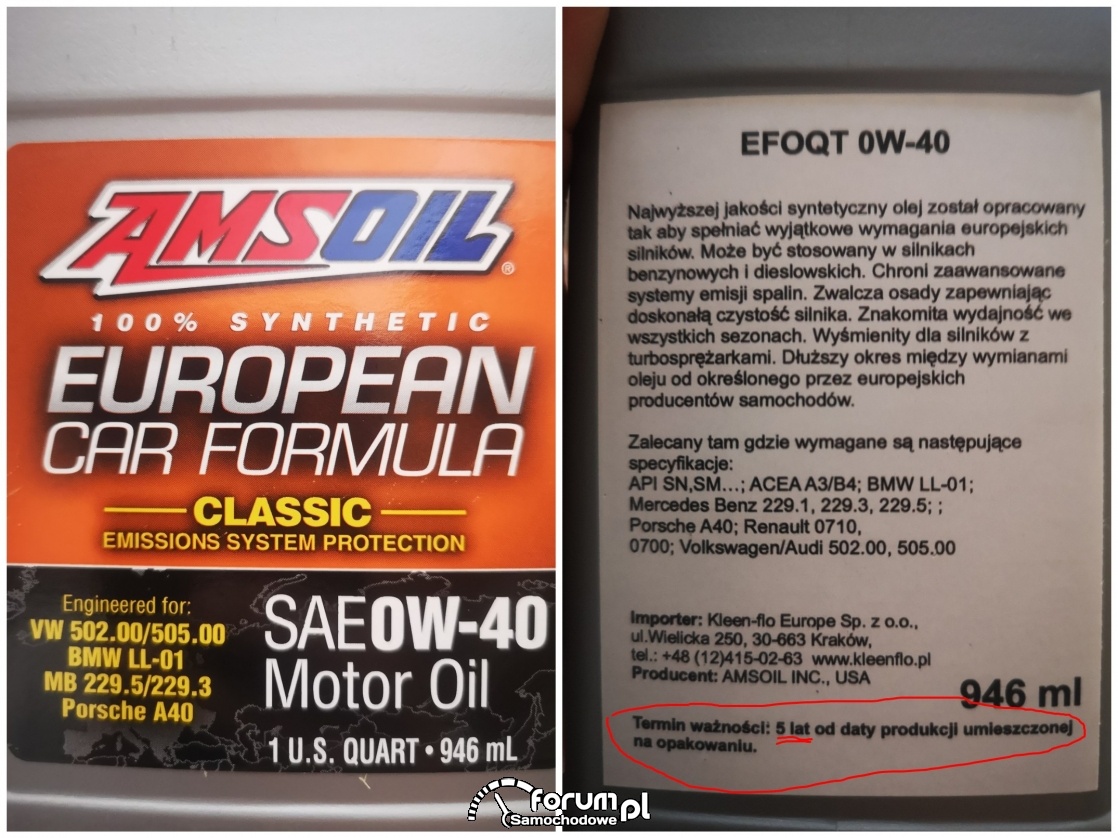 AMSOIL®
100% SYNTHETIC
EUROPEAN
CAR FORMULA
CLASSIC
EMISSIONS SYSTEM PROTECTION
Engineered for:
VW 502.00/505.00
BMW LL-01
MB 229.5/229.3
Porsche A40
SAE 0W-40
Motor Oil
1 U.S. QUART • 946 mL
EFOQT 0W-40
Najwyższej jakości syntetyczny olej został opracowany
tak aby spełniać wyjątkowe wymagania europejskich
silników. Może być stosowany w silnikach
benzynowych i dieslowskich. Chroni zaawansowane
systemy emisji spalin. Zwalcza osady zapewniając
doskonałą czystość silnika. Znakomita wydajność we
wszystkich sezonach. Wyśmienity dla silników z
turbosprężarkami. Dłuższy okres między wymianami
oleju od określonego przez europejskich
producentów samochodów.
Zalecany tam gdzie wymagane są następujące
specyfikacje:
API SN,SM...; ACEA A3/B4; BMW LL-01;
Mercedes Benz 229.1, 229.3, 229.5; ;
Porsche A40; Renault 0710,
0700; Volkswagen/Audi 502.00, 505.00
Importer: Kleen-flo Europe Sp. z o.o.,
ul.Wielicka 250, 30-663 Kraków,
tel.: +48 (12)415-02-63 www.kleenflo.pl
Producent: AMSOIL INC., USA
946 ml
Termin ważności: 5 lat od daty produkcji umieszczonej
na opakowaniu.
forum.pl
Samochodowe